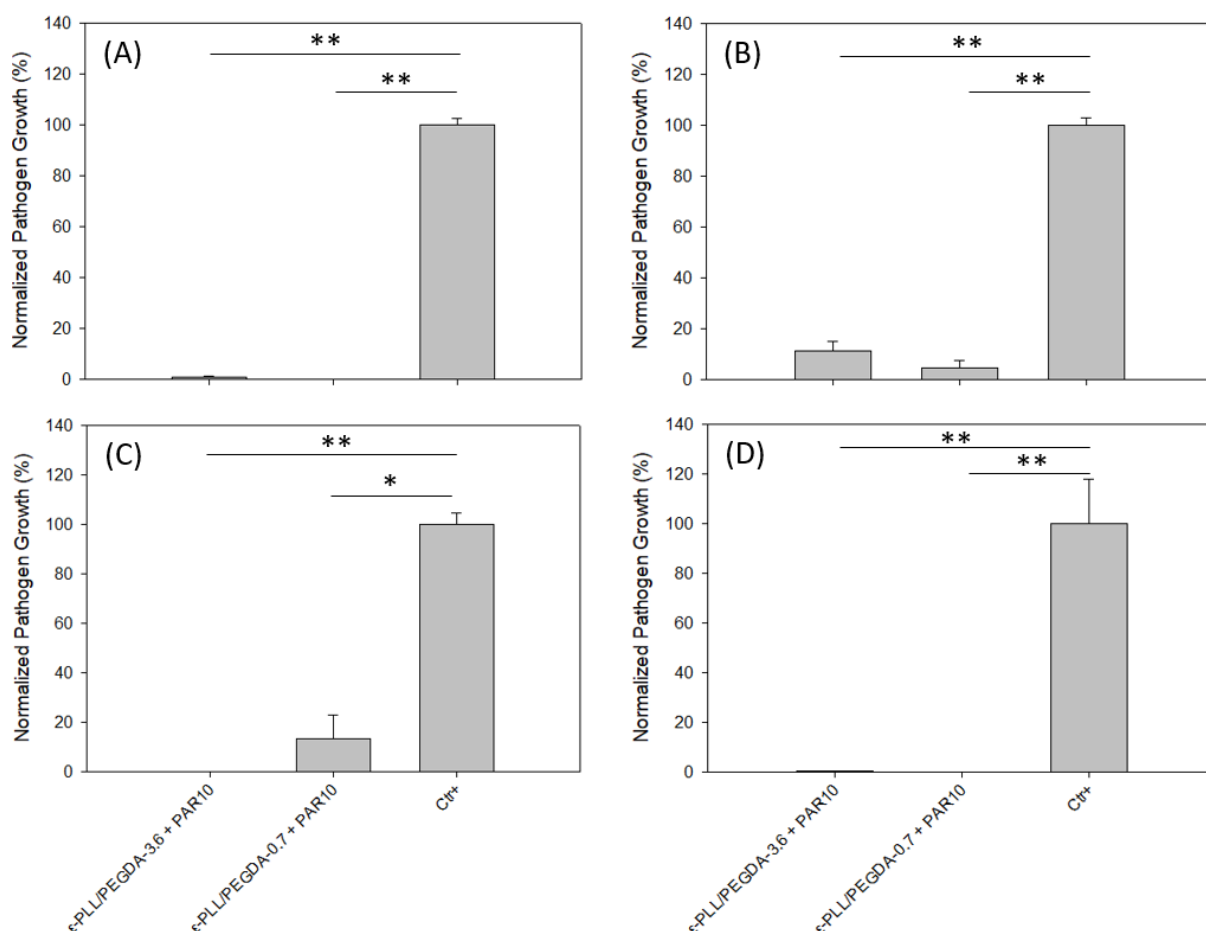 (A)
Normalized Pathogen Growth (%)
140
120
100
80
60
40
20
0
**
**
(B)
Normalized Pathogen Growth (%)
140
120
100
80
60
40
20
0
**
**
(C)
Normalized Pathogen Growth (%)
140
120
100
80
60
40
20
0
**
*
ε-PLL/PEGDA-3.6 + PAR10
ε-PLL/PEGDA-0.7 + PAR10
Ctr+
(D)
Normalized Pathogen Growth (%)
140
120
100
80
60
40
20
0
**
**
ε-PLL/PEGDA-3.6 + PAR10
ε-PLL/PEGDA-0.7 + PAR10
Ctr+